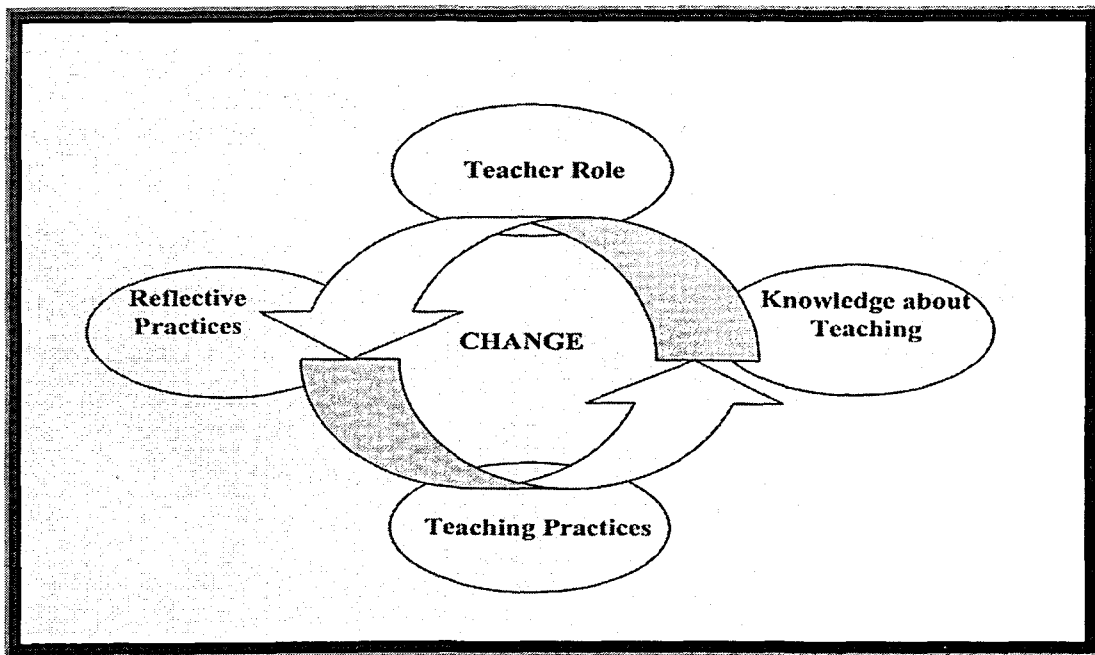 Teacher Role
Reflective
Practices
Knowledge about
Teaching
CHANGE
Teaching Practices